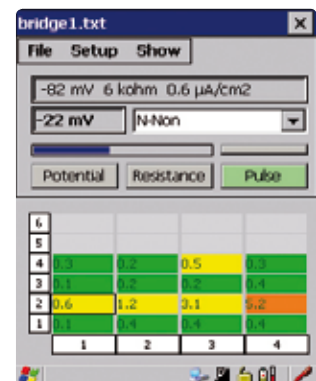 bridge1.txt
File Setup Show
-82 mV 6 kohm 0.6 µA/cm2
-22 mV N-Non
Potential Resistance Pulse
6
5
4 0.3 0.2 0.5 0.3
3 0.1 0.2 0.2 0.4
2 0.6 1.2 3.1 5.2
1 0.1 0.4 0.4 0.4
1 2 3 4